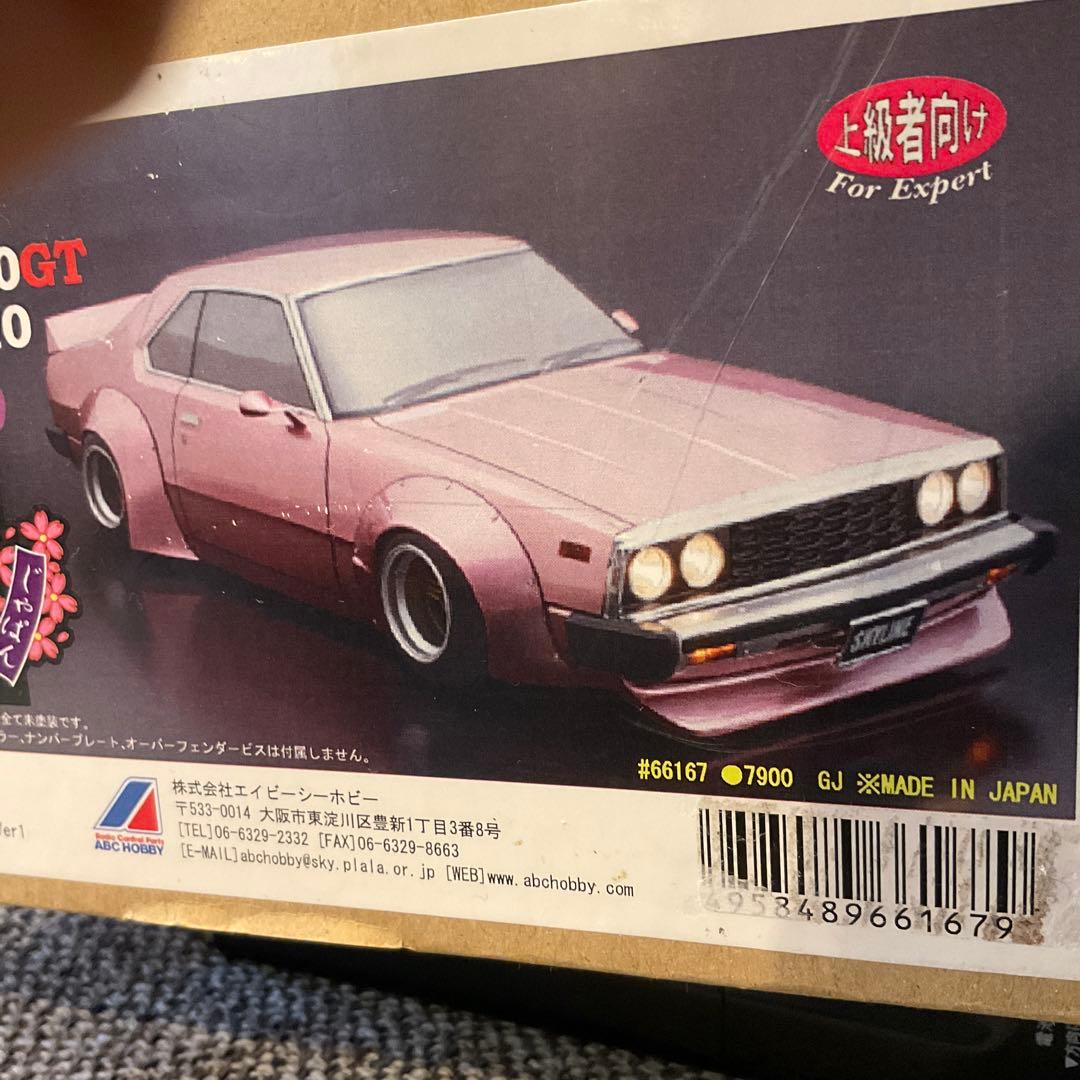 上級者向け
For Expert
0GT
10
SKYLINE
じゃぱん
全て未塗装です。
ラー、ナンバープレート、オーバーフェンダービスは付属しません。
#66167 ●7900 GJ ※MADE IN JAPAN
Ver1
Radio Control Parts
ABC HOBBY
株式会社エイビーシーホビー
〒533-0014 大阪市東淀川区豊新1丁目3番8号
[TEL]06-6329-2332 [FAX]06-6329-8663
[E-MAIL]abchobby@sky.plala.or.jp [WEB]www.abchobby.com
4958489661679